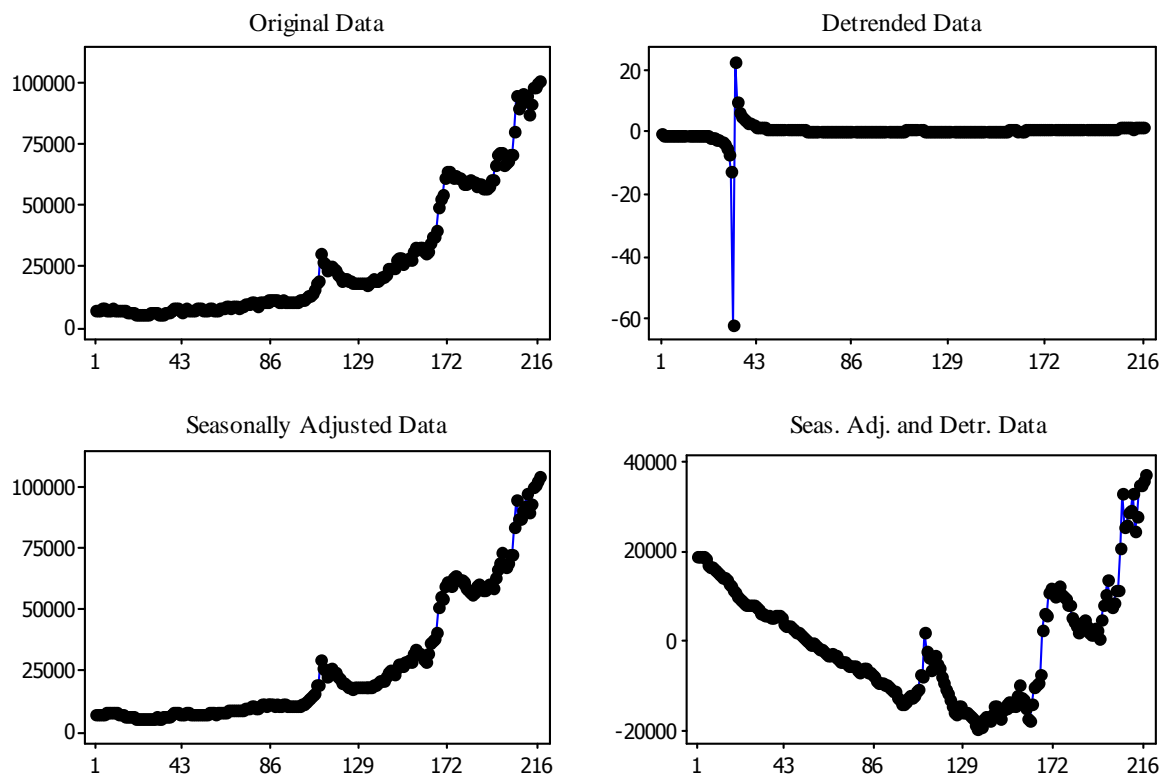 Original Data
100000
75000
50000
25000
0
1 43 86 129 172 216
Detrended Data
20
0
-20
-40
-60
1 43 86 129 172 216
Seasonally Adjusted Data
100000
75000
50000
25000
0
1 43 86 129 172 216
Seas. Adj. and Detr. Data
40000
20000
0
-20000
1 43 86 129 172 216